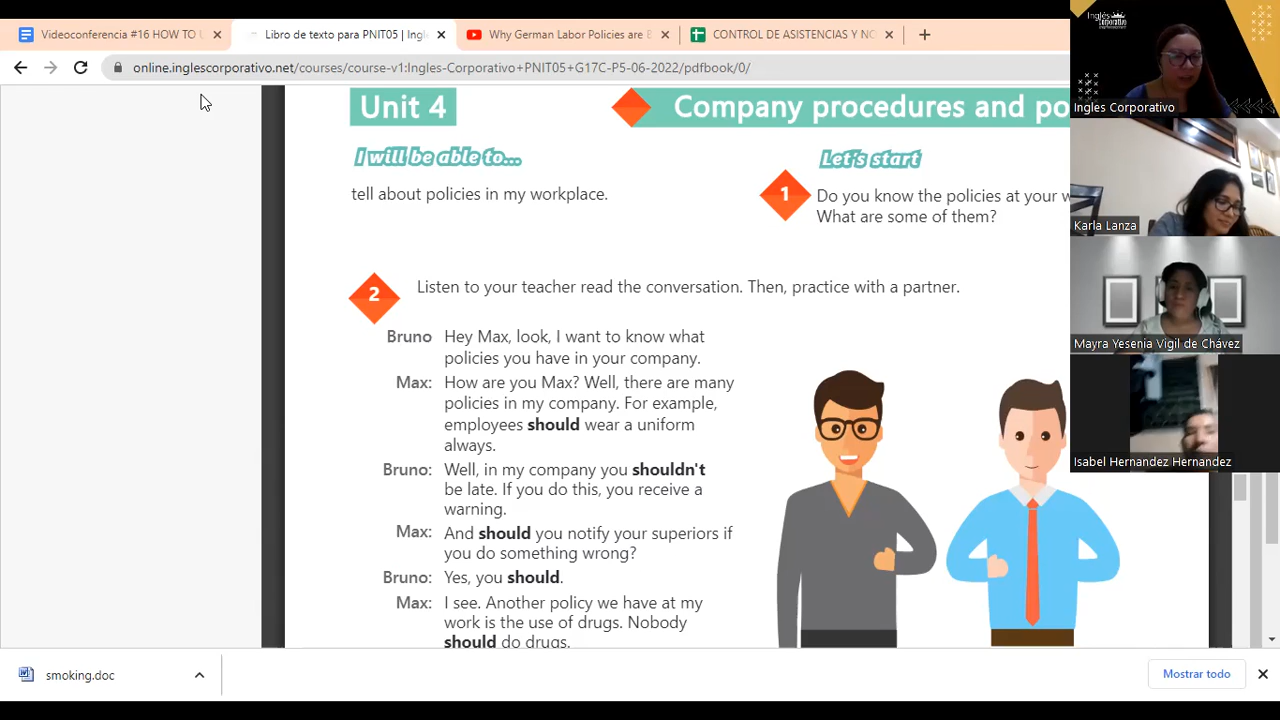 Videoconferencia #16 HOW TO U
Libro de texto para PNIT05 | Ingl
Why German Labor Policies are B
CONTROL DE ASISTENCIAS Y NO
online.inglescorporativo.net/courses/course-v1:Ingles-Corporativo+PNIT05+G17C-P5-06-2022/pdfbook/0/
Unit 4
Company procedures and po
I will be able to...
tell about policies in my workplace.
Let's start
1
Do you know the policies at your w
What are some of them?
2
Listen to your teacher read the conversation. Then, practice with a partner.
Bruno Hey Max, look, I want to know what
policies you have in your company.
Max: How are you Max? Well, there are many
policies in my company. For example,
employees should wear a uniform
always.
Bruno: Well, in my company you shouldn't
be late. If you do this, you receive a
warning.
Max: And should you notify your superiors if
you do something wrong?
Bruno: Yes, you should.
Max: I see. Another policy we have at my
work is the use of drugs. Nobody
should do drugs.
Inglés
Corporativo
Ingles Corporativo
Karla Lanza
Mayra Yesenia Vigil de Chávez
Isabel Hernandez Hernandez
smoking.doc
Mostrar todo